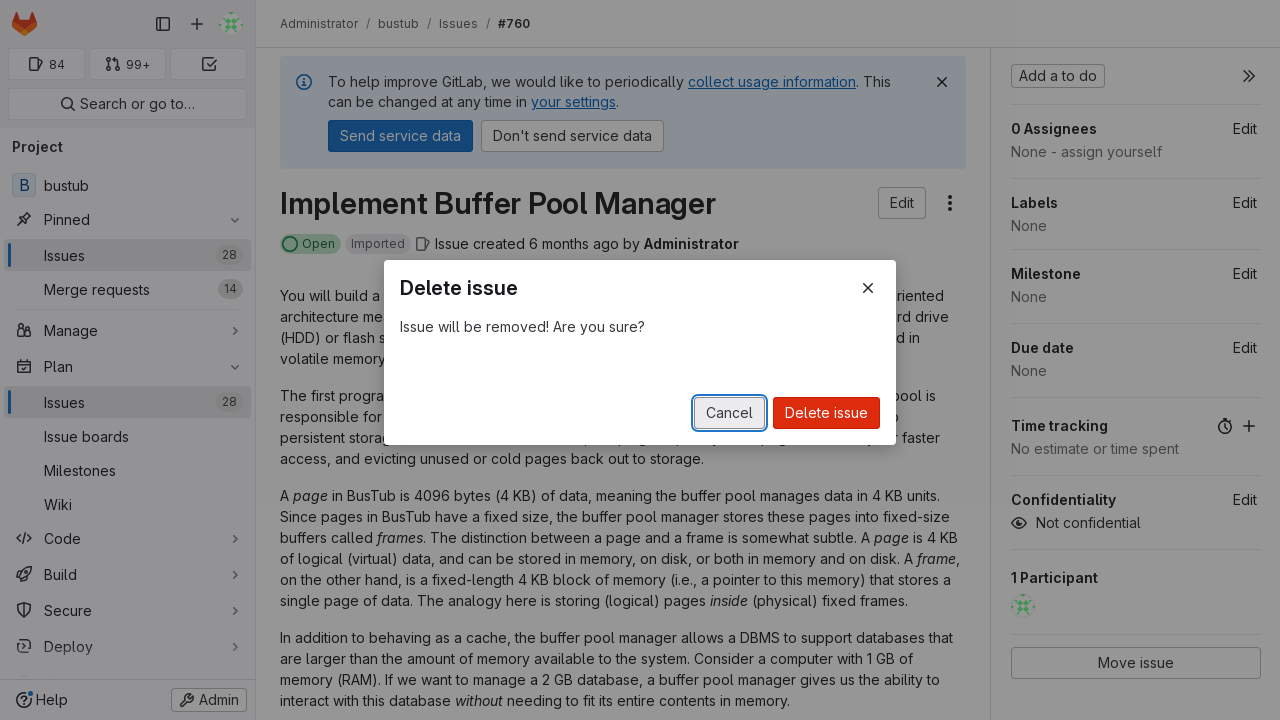 Administrator / bustub / Issues / #760
84
99+
Search or go to…
Project
B bustub
Pinned
Issues 28
Merge requests 14
Manage
Plan
Issues 28
Issue boards
Milestones
Wiki
Code
Build
Secure
Deploy
Help
Admin
To help improve GitLab, we would like to periodically collect usage information. This
can be changed at any time in your settings.
Send service data
Don't send service data
Implement Buffer Pool Manager
Edit
Open Imported Issue created 6 months ago by Administrator
You will build a
riented
architecture me
rd drive
(HDD) or flash s
d in
volatile memory
Delete issue
Issue will be removed! Are you sure?
Cancel
Delete issue
The first progra
pool is
responsible for
persistent storag
faster
access, and evicting unused or cold pages back out to storage.
A page in BusTub is 4096 bytes (4 KB) of data, meaning the buffer pool manages data in 4 KB units.
Since pages in BusTub have a fixed size, the buffer pool manager stores these pages into fixed-size
buffers called frames. The distinction between a page and a frame is somewhat subtle. A page is 4 KB
of logical (virtual) data, and can be stored in memory, on disk, or both in memory and on disk. A frame,
on the other hand, is a fixed-length 4 KB block of memory (i.e., a pointer to this memory) that stores a
single page of data. The analogy here is storing (logical) pages inside (physical) fixed frames.
In addition to behaving as a cache, the buffer pool manager allows a DBMS to support databases that
are larger than the amount of memory available to the system. Consider a computer with 1 GB of
memory (RAM). If we want to manage a 2 GB database, a buffer pool manager gives us the ability to
interact with this database without needing to fit its entire contents in memory.
Add a to do
0 Assignees Edit
None - assign yourself
Labels Edit
None
Milestone Edit
None
Due date Edit
None
Time tracking
No estimate or time spent
Confidentiality Edit
Not confidential
1 Participant
Move issue